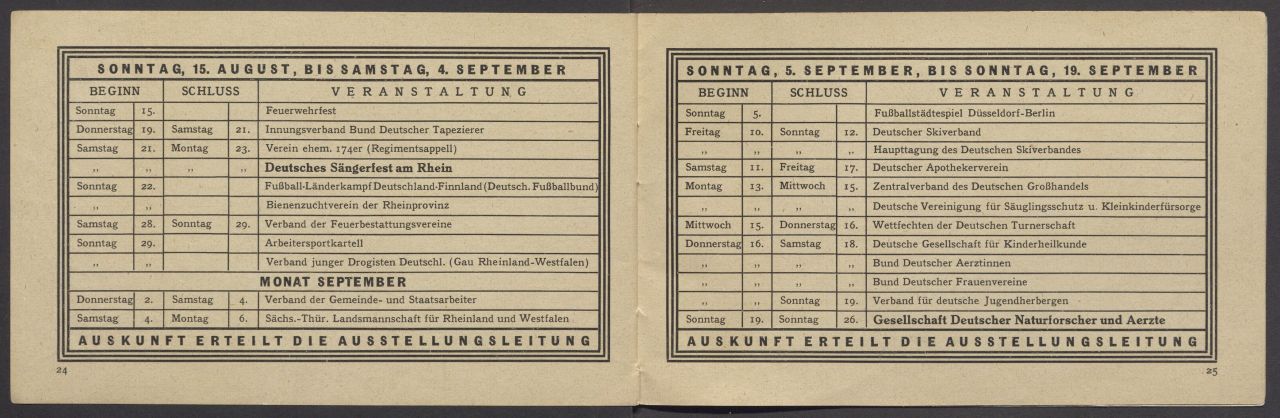 SONNTAG, 15. AUGUST, BIS SAMSTAG, 4. SEPTEMBER
BEGINN SCHLUSS VERANSTALTUNG
Sonntag 15. Feuerwehrfest
Donnerstag 19. Samstag 21. Innungsverband Bund Deutscher Tapezierer
Samstag 21. Montag 23. Verein ehem. 174er (Regimentsappell)
„ „ „ „ Deutsches Sängerfest am Rhein
Sonntag 22. Fußball-Länderkampf Deutschland-Finnland (Deutsch. Fußballbund)
„ „ Bienenzuchtverein der Rheinprovinz
Samstag 28. Sonntag 29. Verband der Feuerbestattungsvereine
Sonntag 29. Arbeitersportkartell
„ „ Verband junger Drogisten Deutschl. (Gau Rheinland-Westfalen)
MONAT SEPTEMBER
Donnerstag 2. Samstag 4. Verband der Gemeinde- und Staatsarbeiter
Samstag 4. Montag 6. Sächs.-Thür. Landsmannschaft für Rheinland und Westfalen
AUSKUNFT ERTEILT DIE AUSSTELLUNGSLEITUNG
24
SONNTAG, 5. SEPTEMBER, BIS SONNTAG, 19. SEPTEMBER
BEGINN SCHLUSS VERANSTALTUNG
Sonntag 5. Fußballstädtespiel Düsseldorf-Berlin
Freitag 10. Sonntag 12. Deutscher Skiverband
„ „ „ „ Haupttagung des Deutschen Skiverbandes
Samstag 11. Freitag 17. Deutscher Apothekerverein
Montag 13. Mittwoch 15. Zentralverband des Deutschen Großhandels
„ „ „ „ Deutsche Vereinigung für Säuglingsschutz u. Kleinkinderfürsorge
Mittwoch 15. Donnerstag 16. Wettfechten der Deutschen Turnerschaft
Donnerstag 16. Samstag 18. Deutsche Gesellschaft für Kinderheilkunde
„ „ „ „ Bund Deutscher Aerztinnen
„ „ „ „ Bund Deutscher Frauenvereine
„ „ Sonntag 19. Verband für deutsche Jugendherbergen
Sonntag 19. Sonntag 26. Gesellschaft Deutscher Naturforscher und Aerzte
AUSKUNFT ERTEILT DIE AUSSTELLUNGSLEITUNG
25